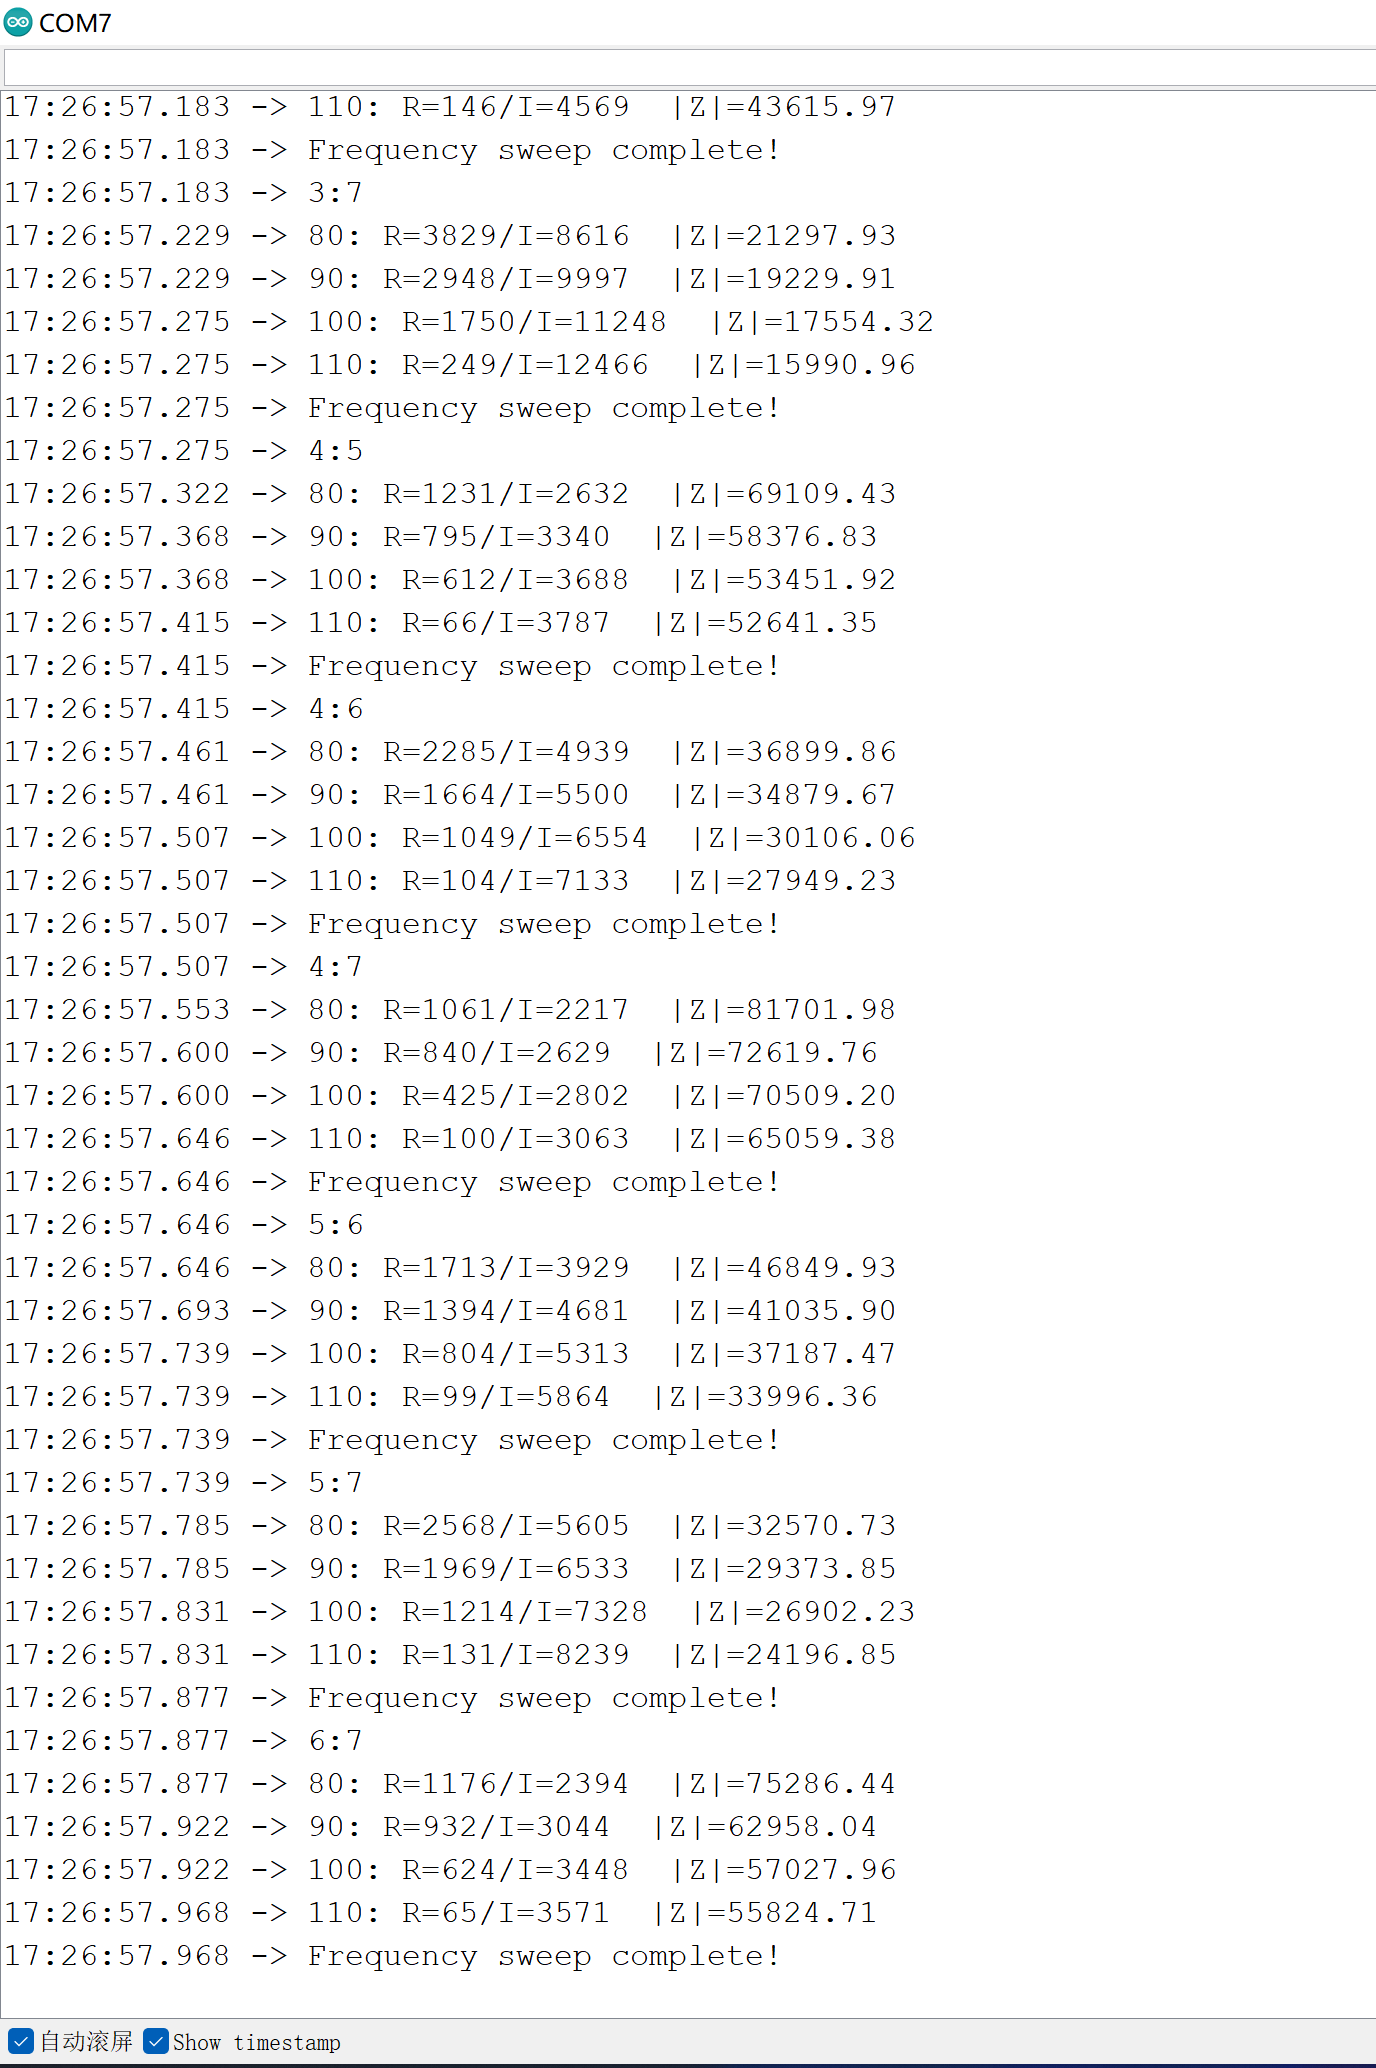 COM7
17:26:57.183 -> 110: R=146/I=4569  |Z|=43615.97
17:26:57.183 -> Frequency sweep complete!
17:26:57.183 -> 3:7
17:26:57.229 -> 80: R=3829/I=8616  |Z|=21297.93
17:26:57.229 -> 90: R=2948/I=9997  |Z|=19229.91
17:26:57.275 -> 100: R=1750/I=11248  |Z|=17554.32
17:26:57.275 -> 110: R=249/I=12466  |Z|=15990.96
17:26:57.275 -> Frequency sweep complete!
17:26:57.275 -> 4:5
17:26:57.322 -> 80: R=1231/I=2632  |Z|=69109.43
17:26:57.368 -> 90: R=795/I=3340  |Z|=58376.83
17:26:57.368 -> 100: R=612/I=3688  |Z|=53451.92
17:26:57.415 -> 110: R=66/I=3787  |Z|=52641.35
17:26:57.415 -> Frequency sweep complete!
17:26:57.415 -> 4:6
17:26:57.461 -> 80: R=2285/I=4939  |Z|=36899.86
17:26:57.461 -> 90: R=1664/I=5500  |Z|=34879.67
17:26:57.507 -> 100: R=1049/I=6554  |Z|=30106.06
17:26:57.507 -> 110: R=104/I=7133  |Z|=27949.23
17:26:57.507 -> Frequency sweep complete!
17:26:57.507 -> 4:7
17:26:57.553 -> 80: R=1061/I=2217  |Z|=81701.98
17:26:57.600 -> 90: R=840/I=2629  |Z|=72619.76
17:26:57.600 -> 100: R=425/I=2802  |Z|=70509.20
17:26:57.646 -> 110: R=100/I=3063  |Z|=65059.38
17:26:57.646 -> Frequency sweep complete!
17:26:57.646 -> 5:6
17:26:57.646 -> 80: R=1713/I=3929  |Z|=46849.93
17:26:57.693 -> 90: R=1394/I=4681  |Z|=41035.90
17:26:57.739 -> 100: R=804/I=5313  |Z|=37187.47
17:26:57.739 -> 110: R=99/I=5864  |Z|=33996.36
17:26:57.739 -> Frequency sweep complete!
17:26:57.739 -> 5:7
17:26:57.785 -> 80: R=2568/I=5605  |Z|=32570.73
17:26:57.785 -> 90: R=1969/I=6533  |Z|=29373.85
17:26:57.831 -> 100: R=1214/I=7328  |Z|=26902.23
17:26:57.831 -> 110: R=131/I=8239  |Z|=24196.85
17:26:57.877 -> Frequency sweep complete!
17:26:57.877 -> 6:7
17:26:57.877 -> 80: R=1176/I=2394  |Z|=75286.44
17:26:57.922 -> 90: R=932/I=3044  |Z|=62958.04
17:26:57.922 -> 100: R=624/I=3448  |Z|=57027.96
17:26:57.968 -> 110: R=65/I=3571  |Z|=55824.71
17:26:57.968 -> Frequency sweep complete!
自动滚屏 Show timestamp